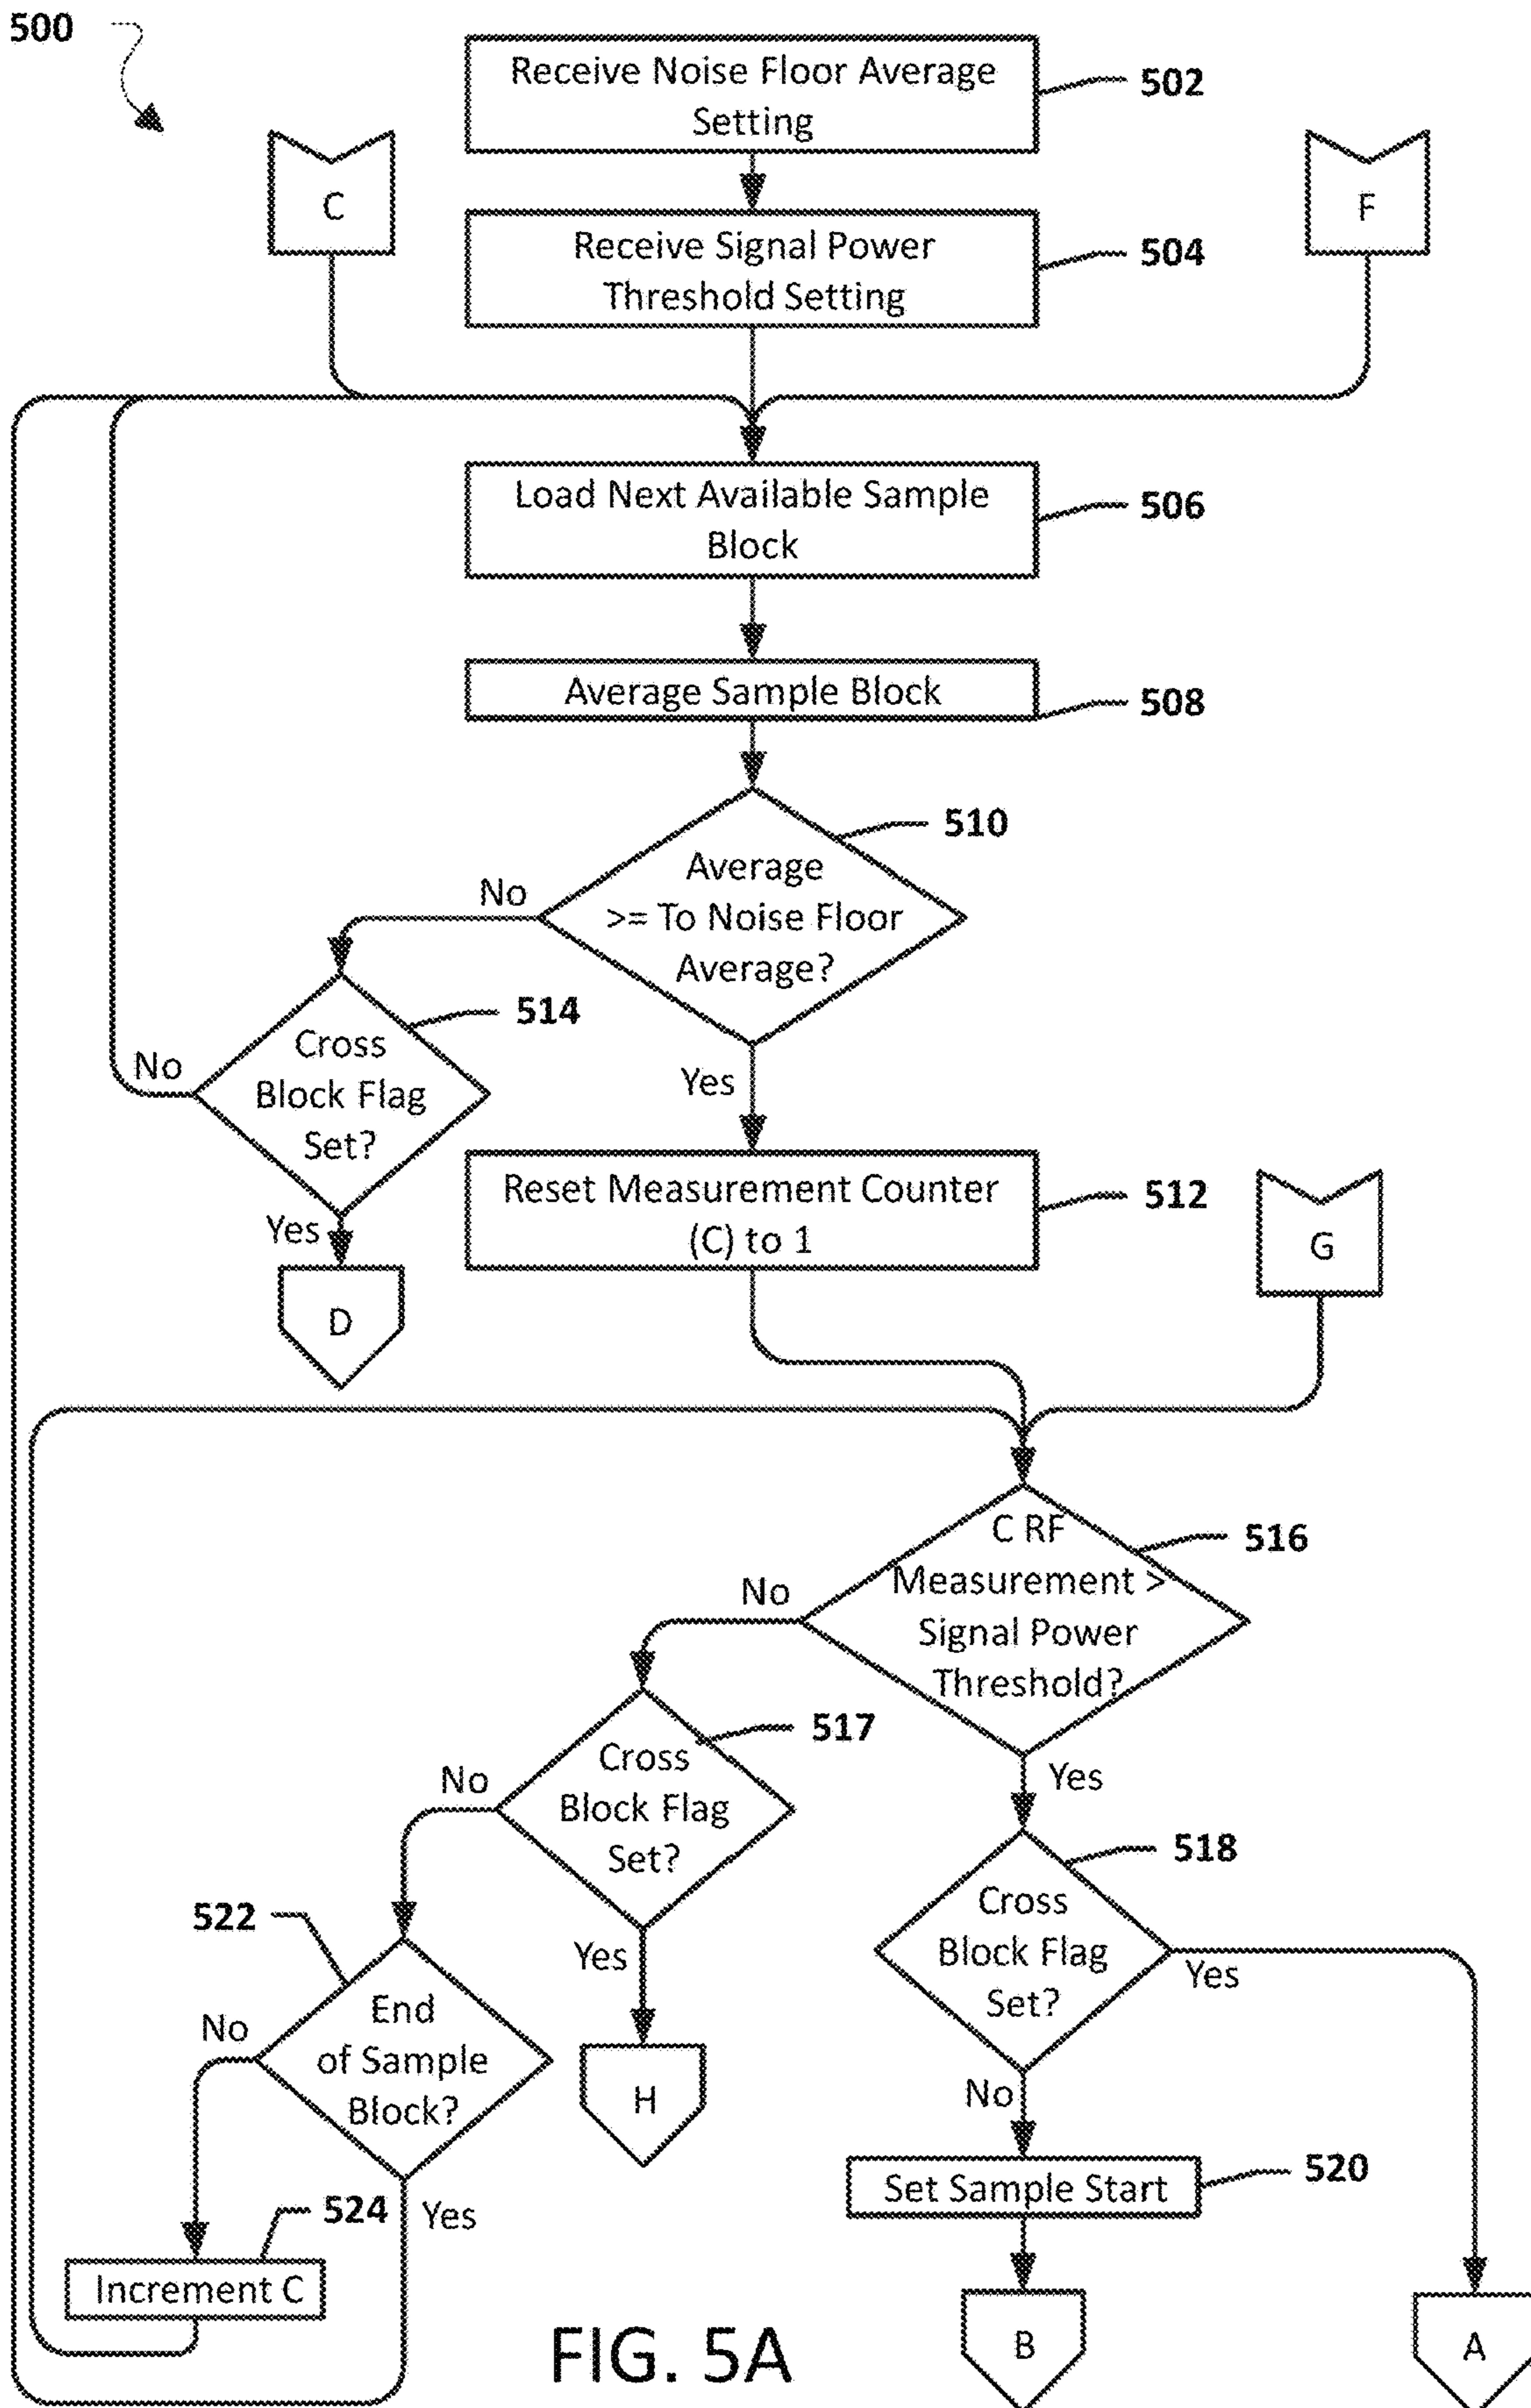 500
Receive Noise Floor Average
Setting
502
C
F
Receive Signal Power
Threshold Setting
504
Load Next Available Sample
Block
506
Average Sample Block
508
510
Average
>= To Noise Floor
Average?
No
514
Cross
Block Flag
Set?
No
Yes
Yes
Reset Measurement Counter
(C) to 1
512
G
D
C RF
Measurement >
Signal Power
Threshold?
516
No
517
Cross
Block Flag
Set?
No
Yes
518
Cross
Block Flag
Set?
Yes
522
End
of Sample
Block?
No
Yes
H
No
Set Sample Start
520
524
Yes
Increment C
B
A
FIG. 5A